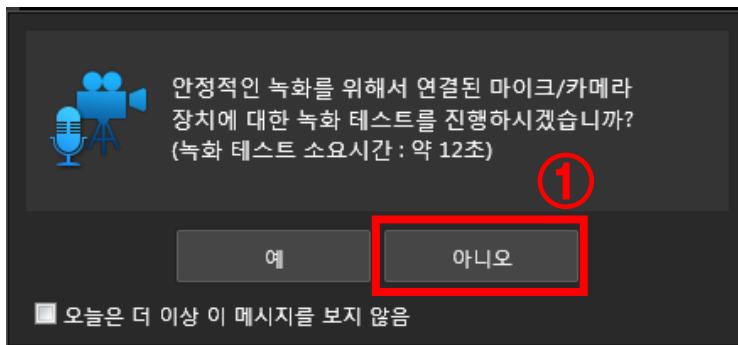 안정적인 녹화를 위해서 연결된 마이크/카메라
장치에 대한 녹화 테스트를 진행하시겠습니까?
(녹화 테스트 소요시간 : 약 12초)
①
예
아니오
오늘은 더 이상 이 메시지를 보지 않음